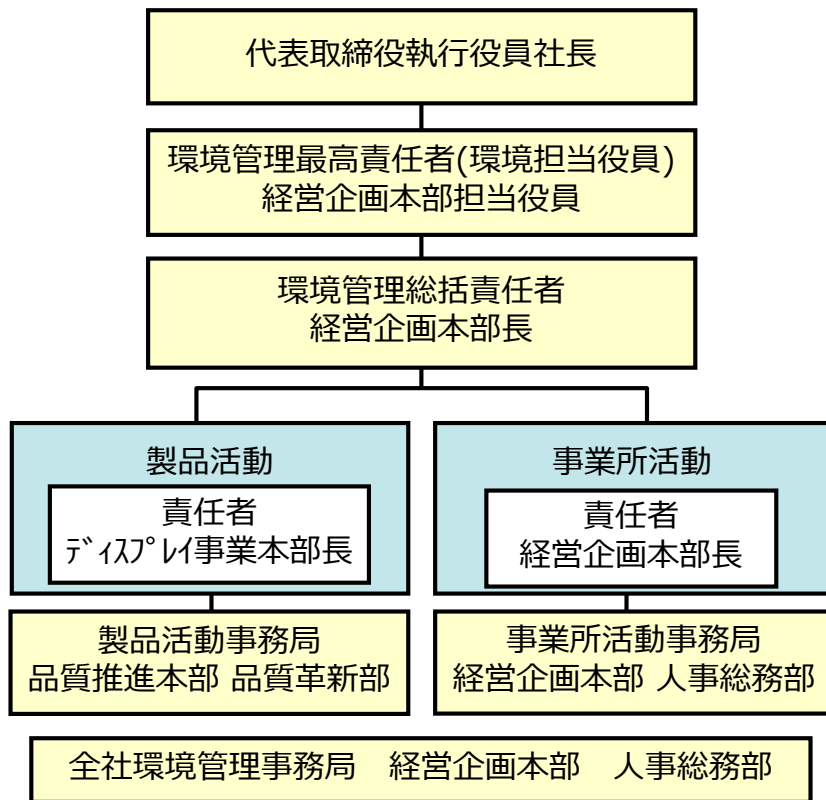 代表取締役執行役員社長
環境管理最高責任者(環境担当役員)
経営企画本部担当役員
環境管理総括責任者
経営企画本部長
製品活動
責任者
ﾃﾞｨｽﾌﾟﾚｲ事業本部長
事業所活動
責任者
経営企画本部長
製品活動事務局
品質推進本部 品質革新部
事業所活動事務局
経営企画本部 人事総務部
全社環境管理事務局　経営企画本部　人事総務部